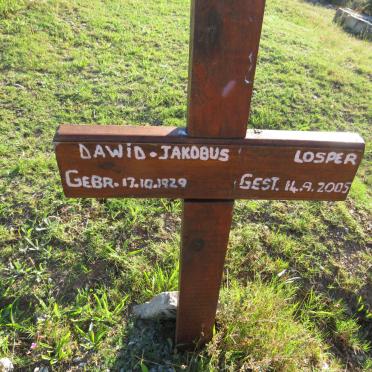 DAWiD • JAKOBUS LOSPER
GEBR. 17.10.1929 GEST. 14.9.2005